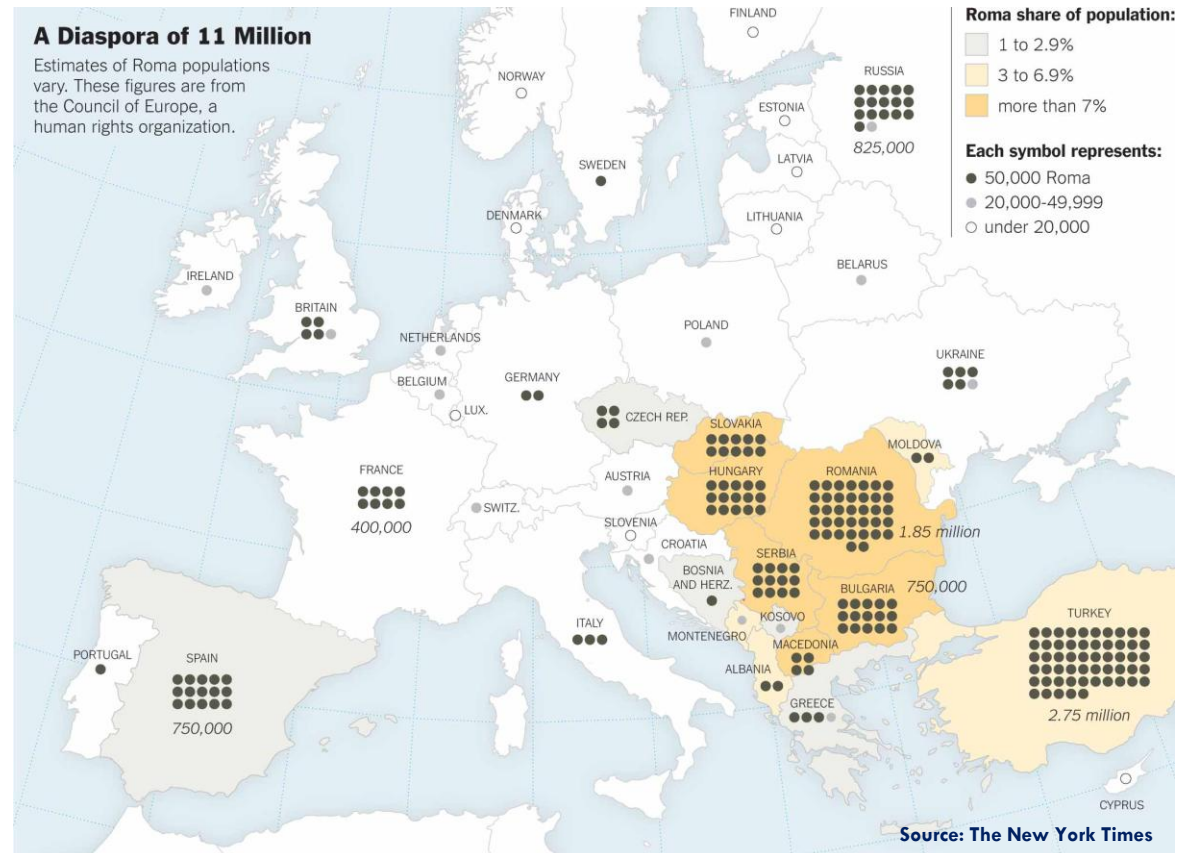 A Diaspora of 11 Million
Estimates of Roma populations
vary. These figures are from
the Council of Europe, a
human rights organization.
Roma share of population:
1 to 2.9%
3 to 6.9%
more than 7%
Each symbol represents:
50,000 Roma
20,000-49,999
under 20,000
FINLAND
NORWAY
RUSSIA
825,000
ESTONIA
SWEDEN
LATVIA
DENMARK
LITHUANIA
BELARUS
IRELAND
BRITAIN
NETHERLANDS
POLAND
UKRAINE
BELGIUM
GERMANY
LUX.
CZECH REP.
SLOVAKIA
MOLDOVA
FRANCE
400,000
HUNGARY
ROMANIA
1.85 million
AUSTRIA
SWITZ.
SLOVENIA
CROATIA
SERBIA
BOSNIA
AND HERZ.
750,000
BULGARIA
KOSOVO
TURKEY
2.75 million
ITALY
MONTENEGRO
MACEDONIA
PORTUGAL
SPAIN
750,000
ALBANIA
GREECE
CYPRUS
Source: The New York Times